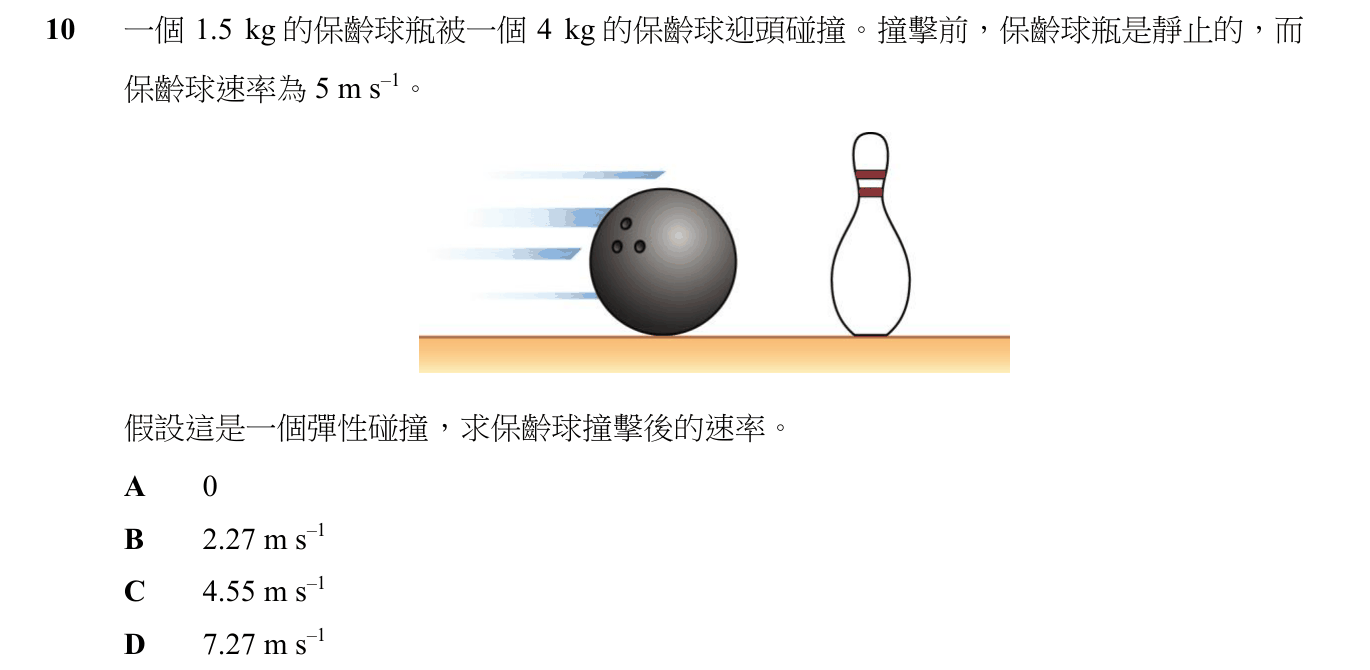 10 一個 1.5 kg 的保齡球瓶被一個 4 kg 的保齡球迎頭碰撞。撞擊前，保齡球瓶是靜止的，而
保齡球速率為 5 m s⁻¹。
假設這是一個彈性碰撞，求保齡球撞擊後的速率。
A 0
B 2.27 m s⁻¹
C 4.55 m s⁻¹
D 7.27 m s⁻¹